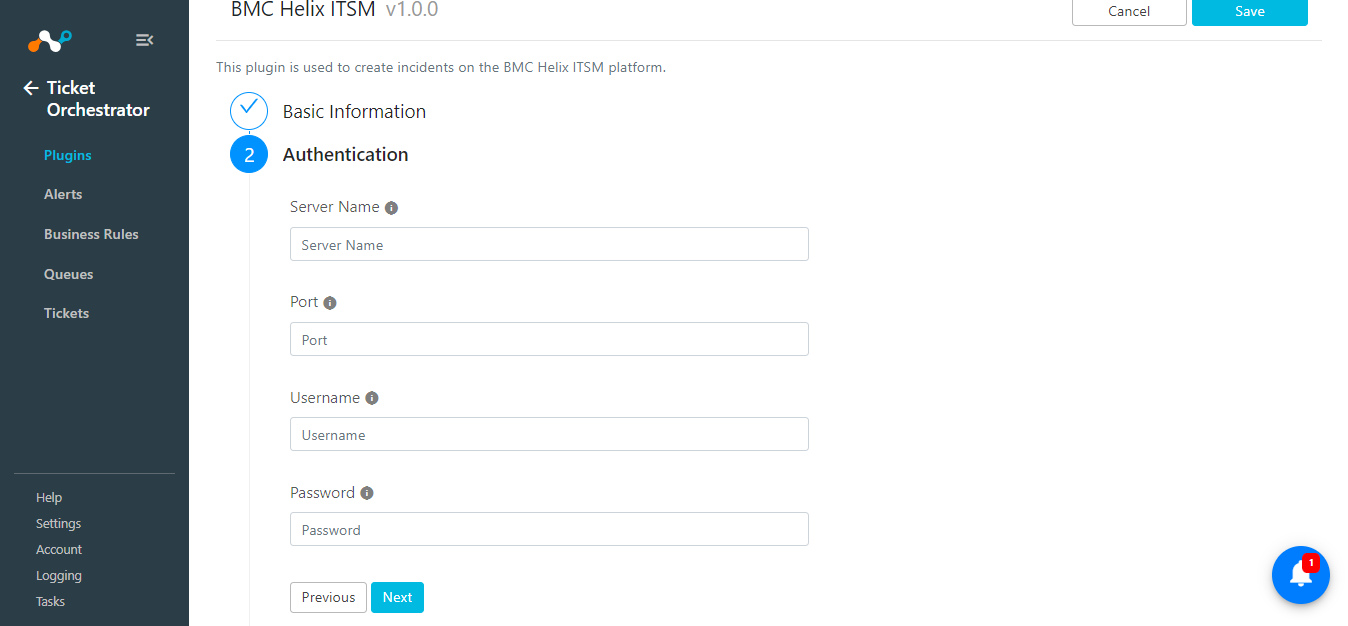 BMC Helix ITSM v1.0.0
Cancel
Save
This plugin is used to create incidents on the BMC Helix ITSM platform.
Ticket
Orchestrator
Plugins
Alerts
Business Rules
Queues
Tickets
Help
Settings
Account
Logging
Tasks
Basic Information
2
Authentication
Server Name
Server Name
Port
Port
Username
Username
Password
Password
Previous
Next
1